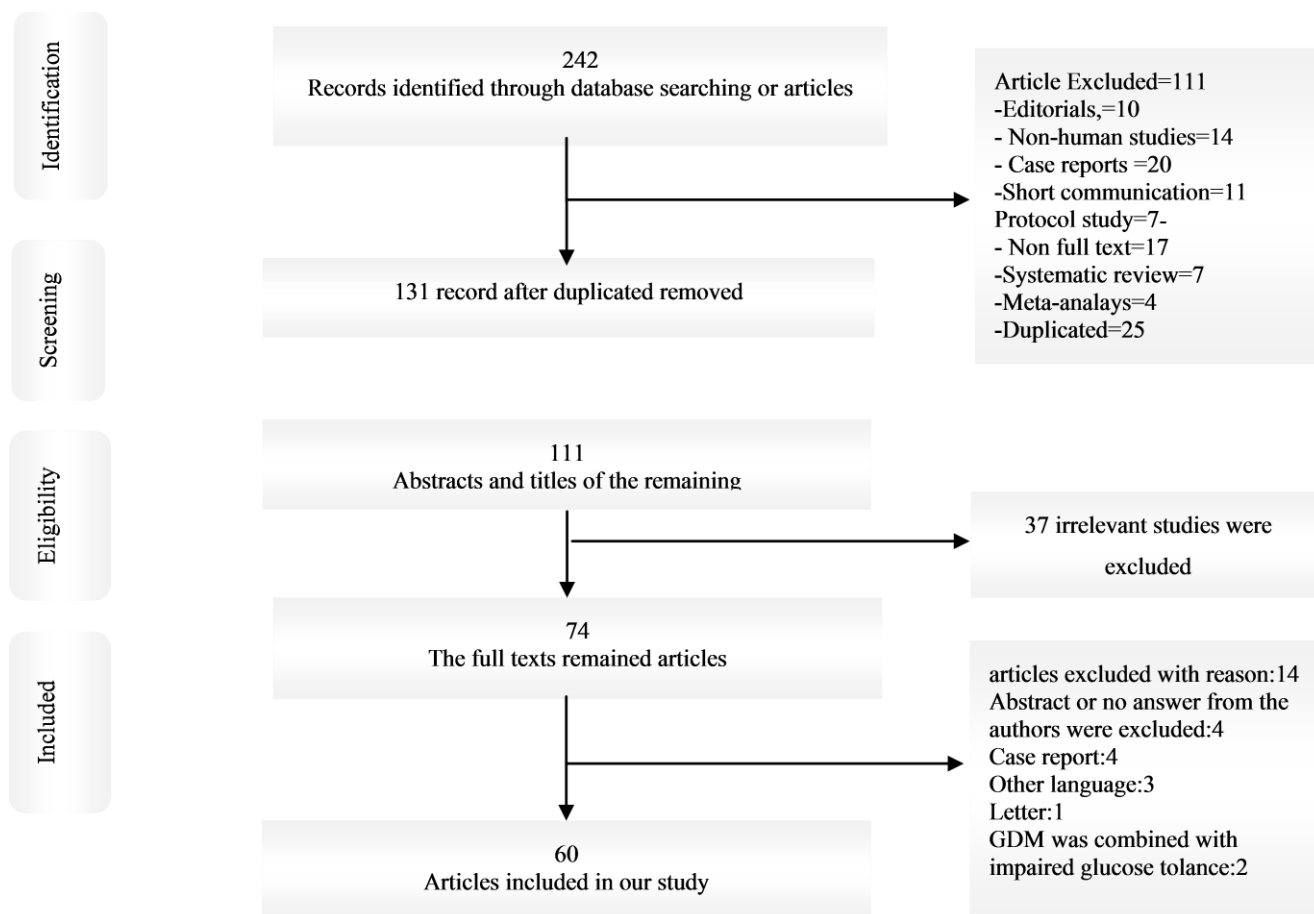 Identification
242
Records identified through database searching or articles
Article Excluded=111
-Editorials,=10
- Non-human studies=14
- Case reports =20
-Short communication=11
Protocol study=7-
- Non full text=17
-Systematic review=7
-Meta-analays=4
-Duplicated=25
Screening
131 record after duplicated removed
Eligibility
111
Abstracts and titles of the remaining
37 irrelevant studies were
excluded
74
The full texts remained articles
Included
articles excluded with reason:14
Abstract or no answer from the
authors were excluded:4
Case report:4
Other language:3
Letter:1
GDM was combined with
impaired glucose tolance:2
60
Articles included in our study